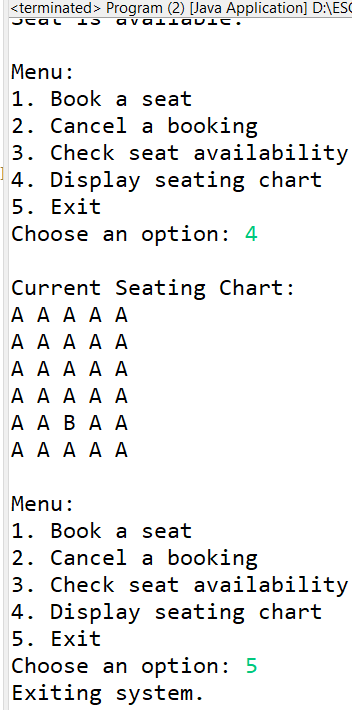 <terminated> Program (2) [Java Application] D:\ESC
Seat is available.
Menu:
1. Book a seat
2. Cancel a booking
3. Check seat availability
4. Display seating chart
5. Exit
Choose an option: 4
Current Seating Chart:
A A A A A
A A A A A
A A A A A
A A A A A
A A B A A
A A A A A
Menu:
1. Book a seat
2. Cancel a booking
3. Check seat availability
4. Display seating chart
5. Exit
Choose an option: 5
Exiting system.